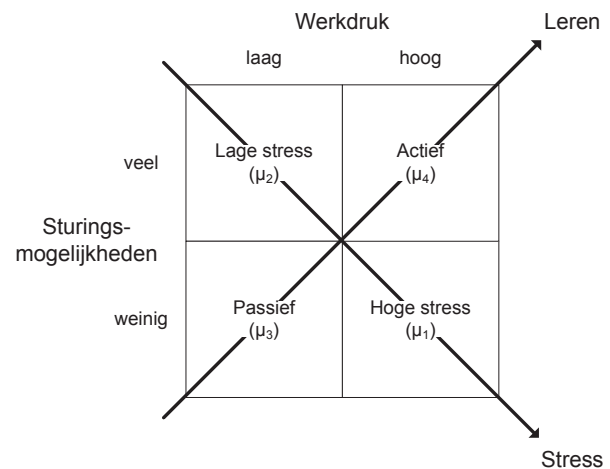 Werkdruk
Leren
laag
hoog
veel
Lage stress
(μ₂)
Actief
(μ₄)
Sturings-
mogelijkheden
weinig
Passief
(μ₃)
Hoge stress
(μ₁)
Stress